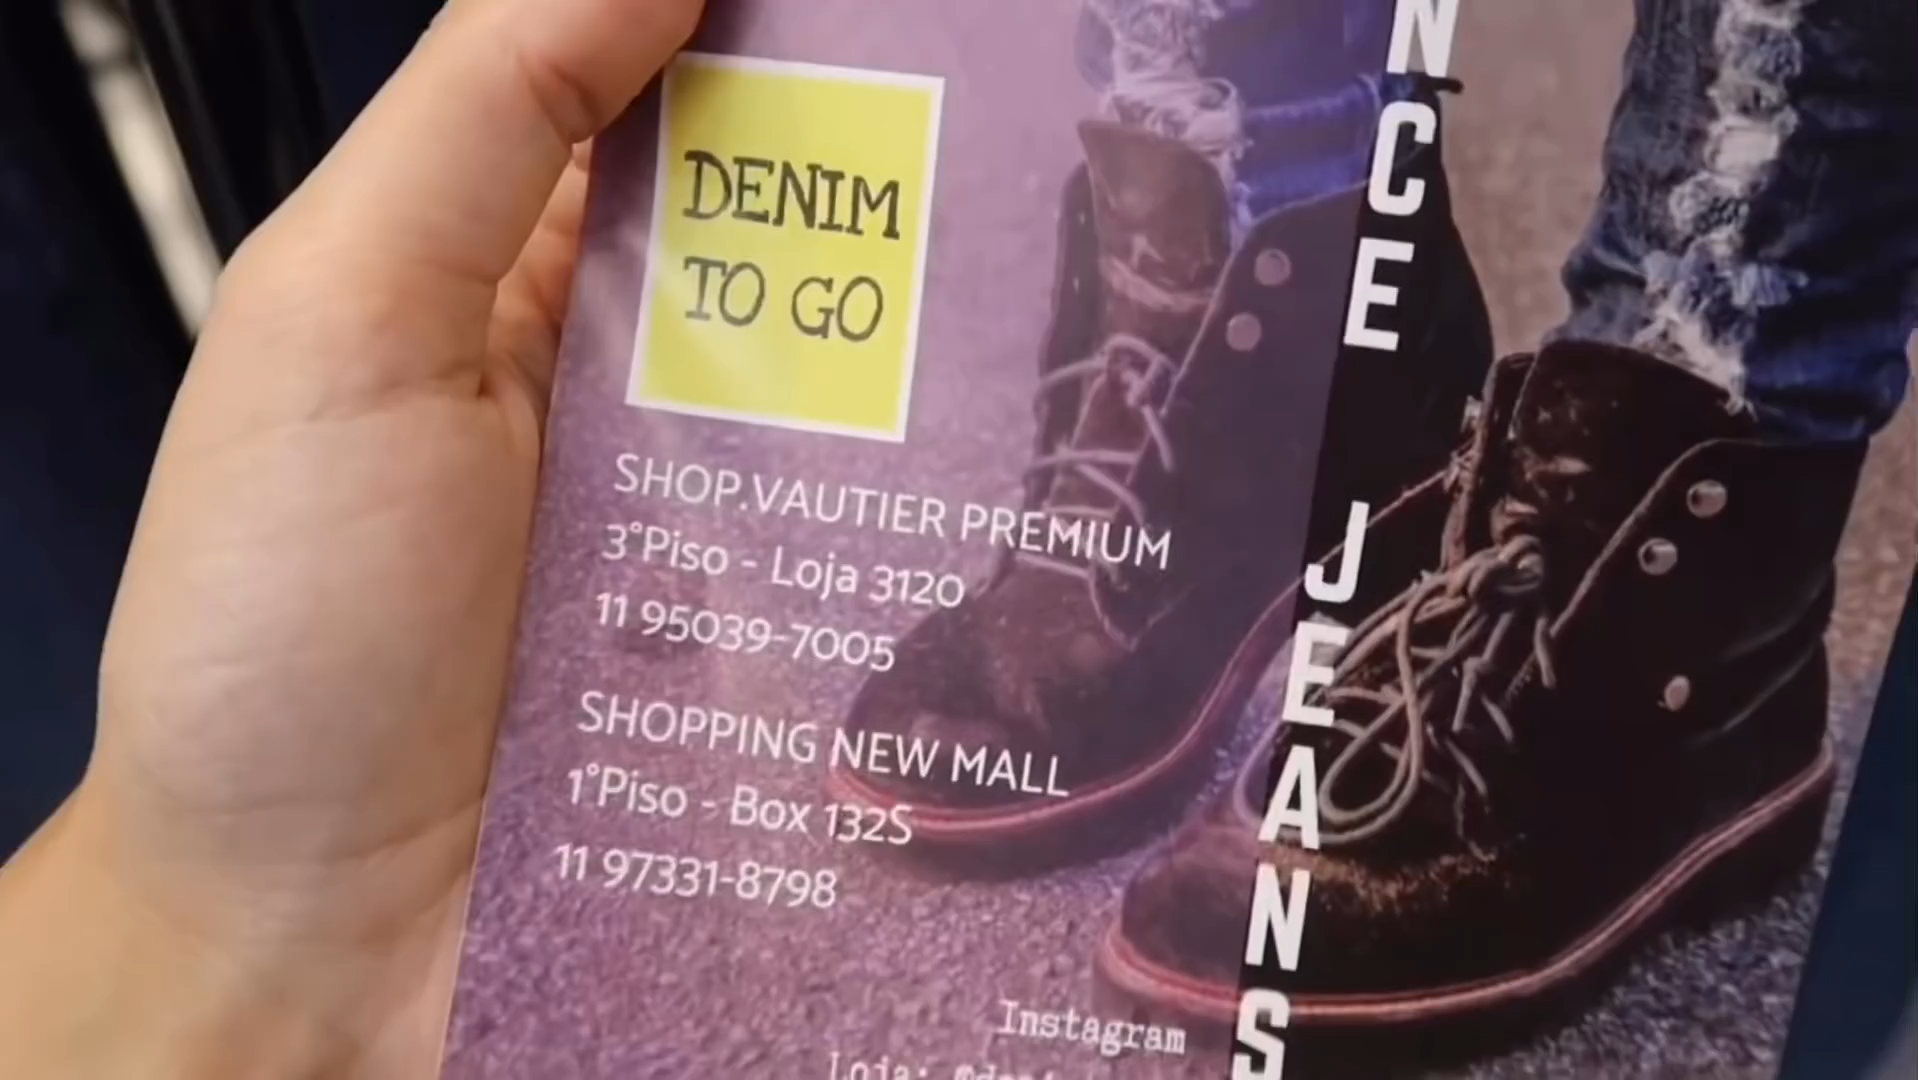 DENIM
TO GO
SHOP.VAUTIER PREMIUM
3°Piso - Loja 3120
11 95039-7005
SHOPPING NEW MALL
1°Piso - Box 132S
11 97331-8798
Instagram
Loja:
NCE JEANS